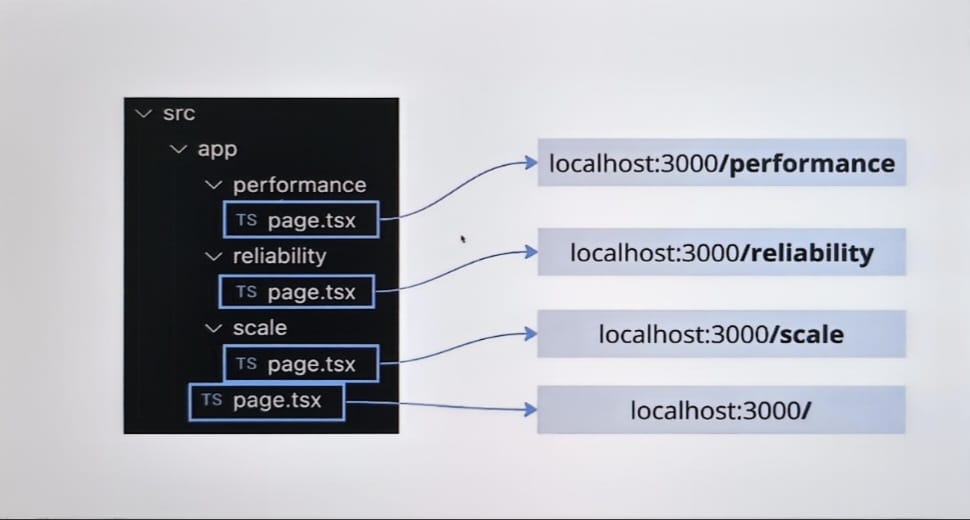 src
app
performance
TS page.tsx
reliability
TS page.tsx
scale
TS page.tsx
TS page.tsx
localhost:3000/performance
localhost:3000/reliability
localhost:3000/scale
localhost:3000/